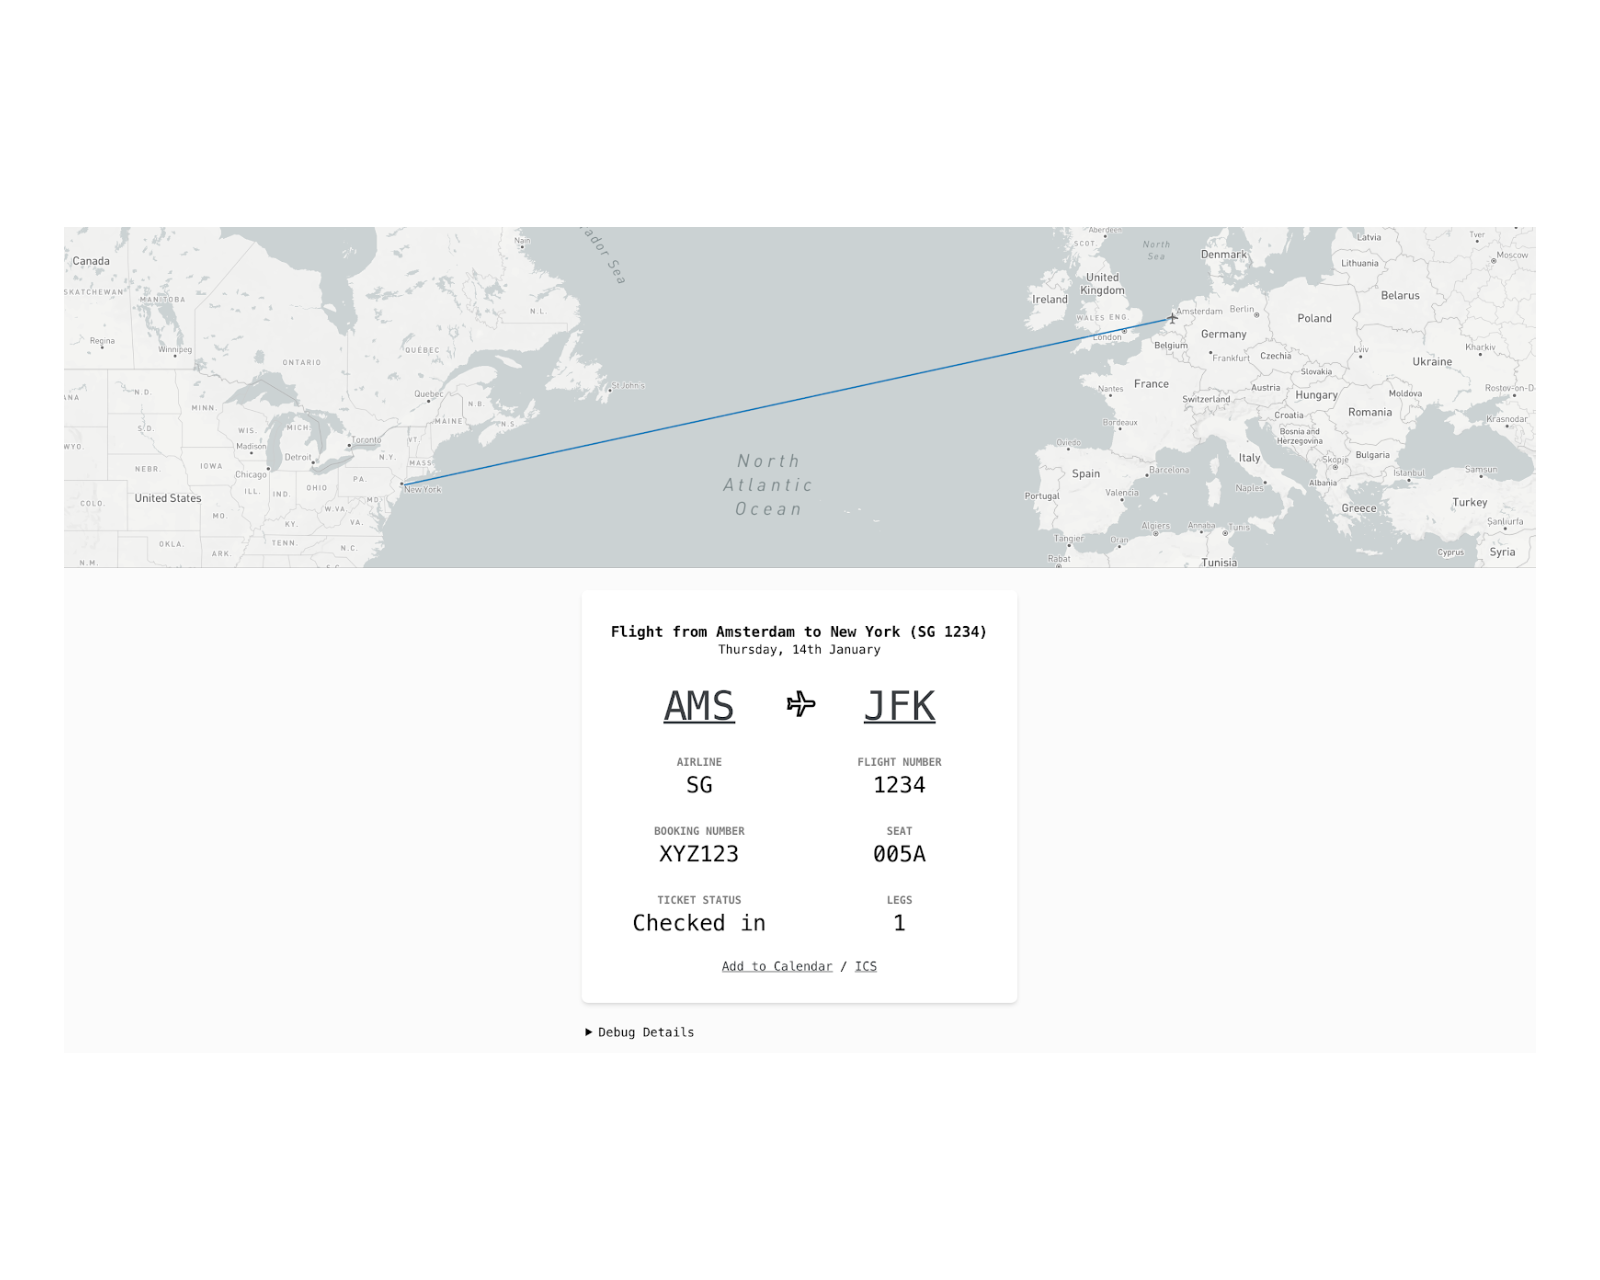 ador Sea
Nain
Aberdeen
SCOT.
North
Sea
Denmark
Latvia
Tver
Moscow
Canada
Lithuania
SKATCHEWAN
MANITOBA
United
Kingdom
Ireland
Belarus
N.L.
WALES ENG.
Amsterdam
Berlin
Poland
London
Germany
Regina
Winnipeg
ONTARIO
QUEBEC
Belgium
Frankfurt
Czechia
Lviv
Kharkiv
Ukraine
Slovakia
St John's
France
Nantes
Austria
Hungary
Moldova
Rostov-on-D
ANA
N.D.
Quebec
N.B.
Switzerland
MINN.
MAINE
P.E.
N.S.
Croatia
Romania
Krasnodar
S.D.
WIS.
MICH.
Bordeaux
Bosnia and
Herzegovina
WYO.
Madison
Toronto
VT
Oviedo
Bulgaria
NEBR.
IOWA
Detroit
N.Y.
MASS
North
Atlantic
Ocean
Italy
Skopje
Chicago
Spain
Barcelona
Istanbul
Samsun
PA
ILL.
IND.
OHIO
New York
Naples
Albania
United States
Portugal
Valencia
Turkey
COLO.
MD.
W.VA.
Greece
MO.
KY.
VA.
Algiers
Annaba
Tunis
Şanlıurfa
OKLA.
TENN.
N.C.
Tangier
Oran
ARK.
Cyprus
Syria
N.M.
Rabat
Tunisia
Flight from Amsterdam to New York (SG 1234)
Thursday, 14th January
AMS JFK
AIRLINE FLIGHT NUMBER
SG 1234
BOOKING NUMBER SEAT
XYZ123 005A
TICKET STATUS LEGS
Checked in 1
Add to Calendar / ICS
Debug Details